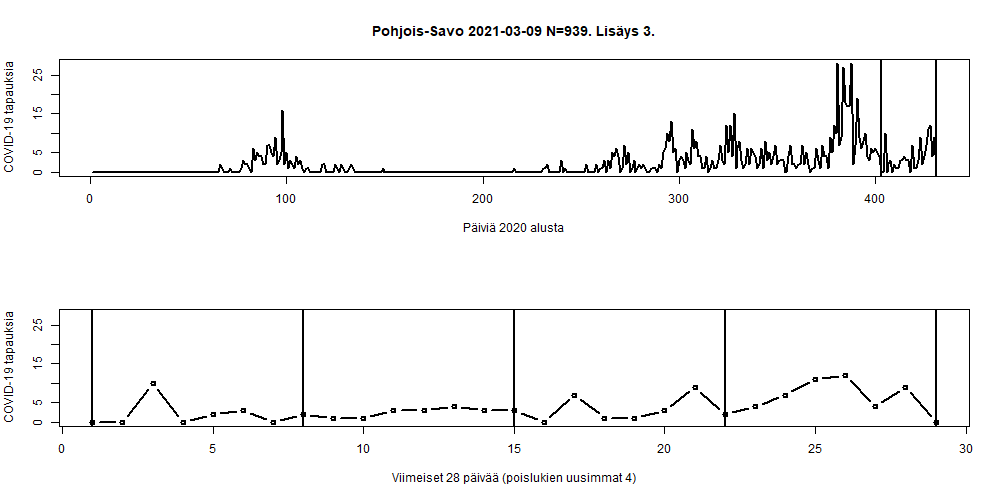 Pohjois-Savo 2021-03-09 N=939. Lisäys 3.
COVID-19 tapauksia
25
15
5
0
0 100 200 300 400
Päiviä 2020 alusta
COVID-19 tapauksia
25
15
5
0
0 5 10 15 20 25 30
Viimeiset 28 päivää (poislukien uusimmat 4)